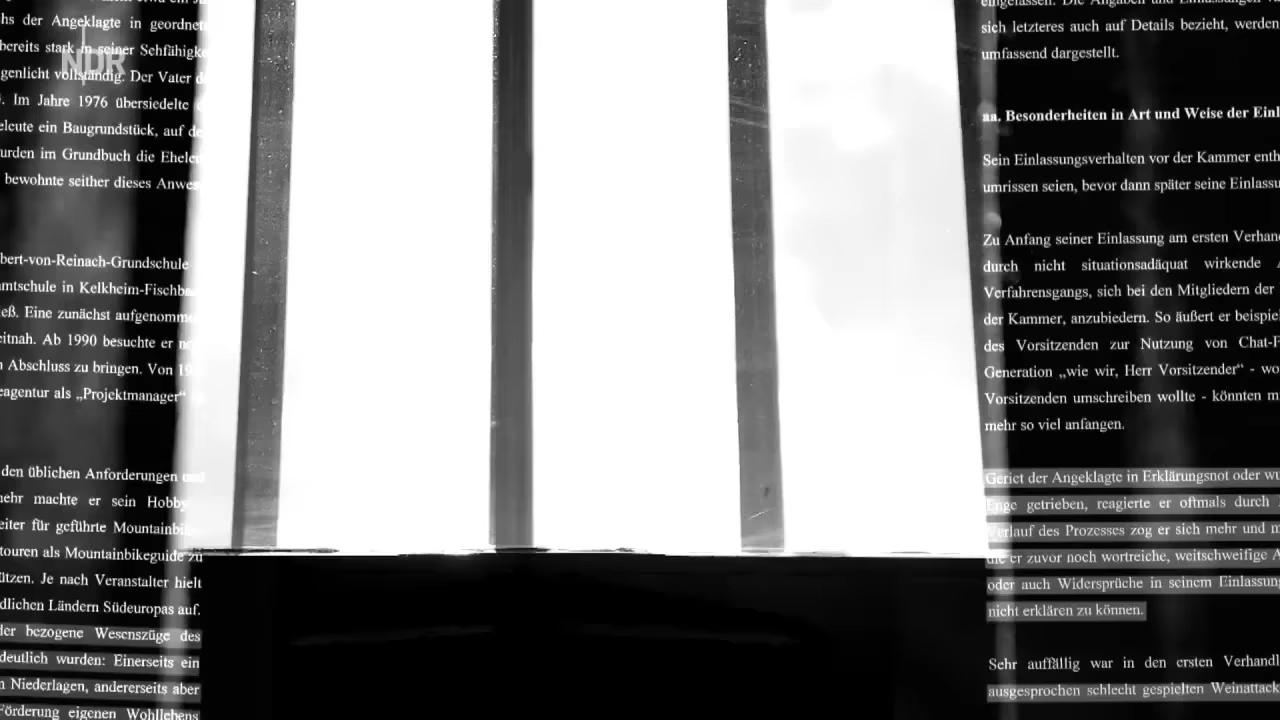 NDR
hs der Angeklagte in geordnet
bereits stark in seiner Sehfähigke
genlicht vollständig. Der Vater d
. Im Jahre 1976 übersiedelte
eleute ein Baugrundstück, auf de
urden im Grundbuch die Ehele
bewohnte seither dieses Anwe
bert-von-Reinach-Grundschule
amtschule in Kelkheim-Fischba
eß. Eine zunächst aufgenomm
eitnah. Ab 1990 besuchte er
n Abschluss zu bringen. Von
eagentur als „Projektmanager“
den üblichen Anforderungen
ehr machte er sein Hobby
eiter für geführte Mountainbi
touren als Mountainbikeguide zu
ützen. Je nach Veranstalter hielt
dlichen Ländern Südeuropas auf.
der bezogene Wesenszüge des
deutlich wurden: Einerseits ein
n Niederlagen, andererseits aber
Förderung eigenen Wohllebens
eingelassen. Die Angaben und Einlassungen
sich letzteres auch auf Details bezieht, werden
umfassend dargestellt.
aa. Besonderheiten in Art und Weise der Einl
Sein Einlassungsverhalten vor der Kammer enth
umrissen seien, bevor dann später seine Einlassu
Zu Anfang seiner Einlassung am ersten Verhan
durch nicht situationsadäquat wirkende
Verfahrensgangs, sich bei den Mitgliedern der
der Kammer, anzubiedern. So äußert er beispiel
des Vorsitzenden zur Nutzung von Chat-F
Generation „wie wir, Herr Vorsitzender“ - wo
Vorsitzenden umschreiben wollte - könnten m
mehr so viel anfangen.
Geriet der Angeklagte in Erklärungsnot oder wu
Enge getrieben, reagierte er oftmals durch
Verlauf des Prozesses zog er sich mehr und m
die er zuvor noch wortreiche, weitschweifige A
oder auch Widersprüche in seinem Einlassung
nicht erklären zu können.
Sehr auffällig war in den ersten Verhandl
ausgesprochen schlecht gespielten Weinattack